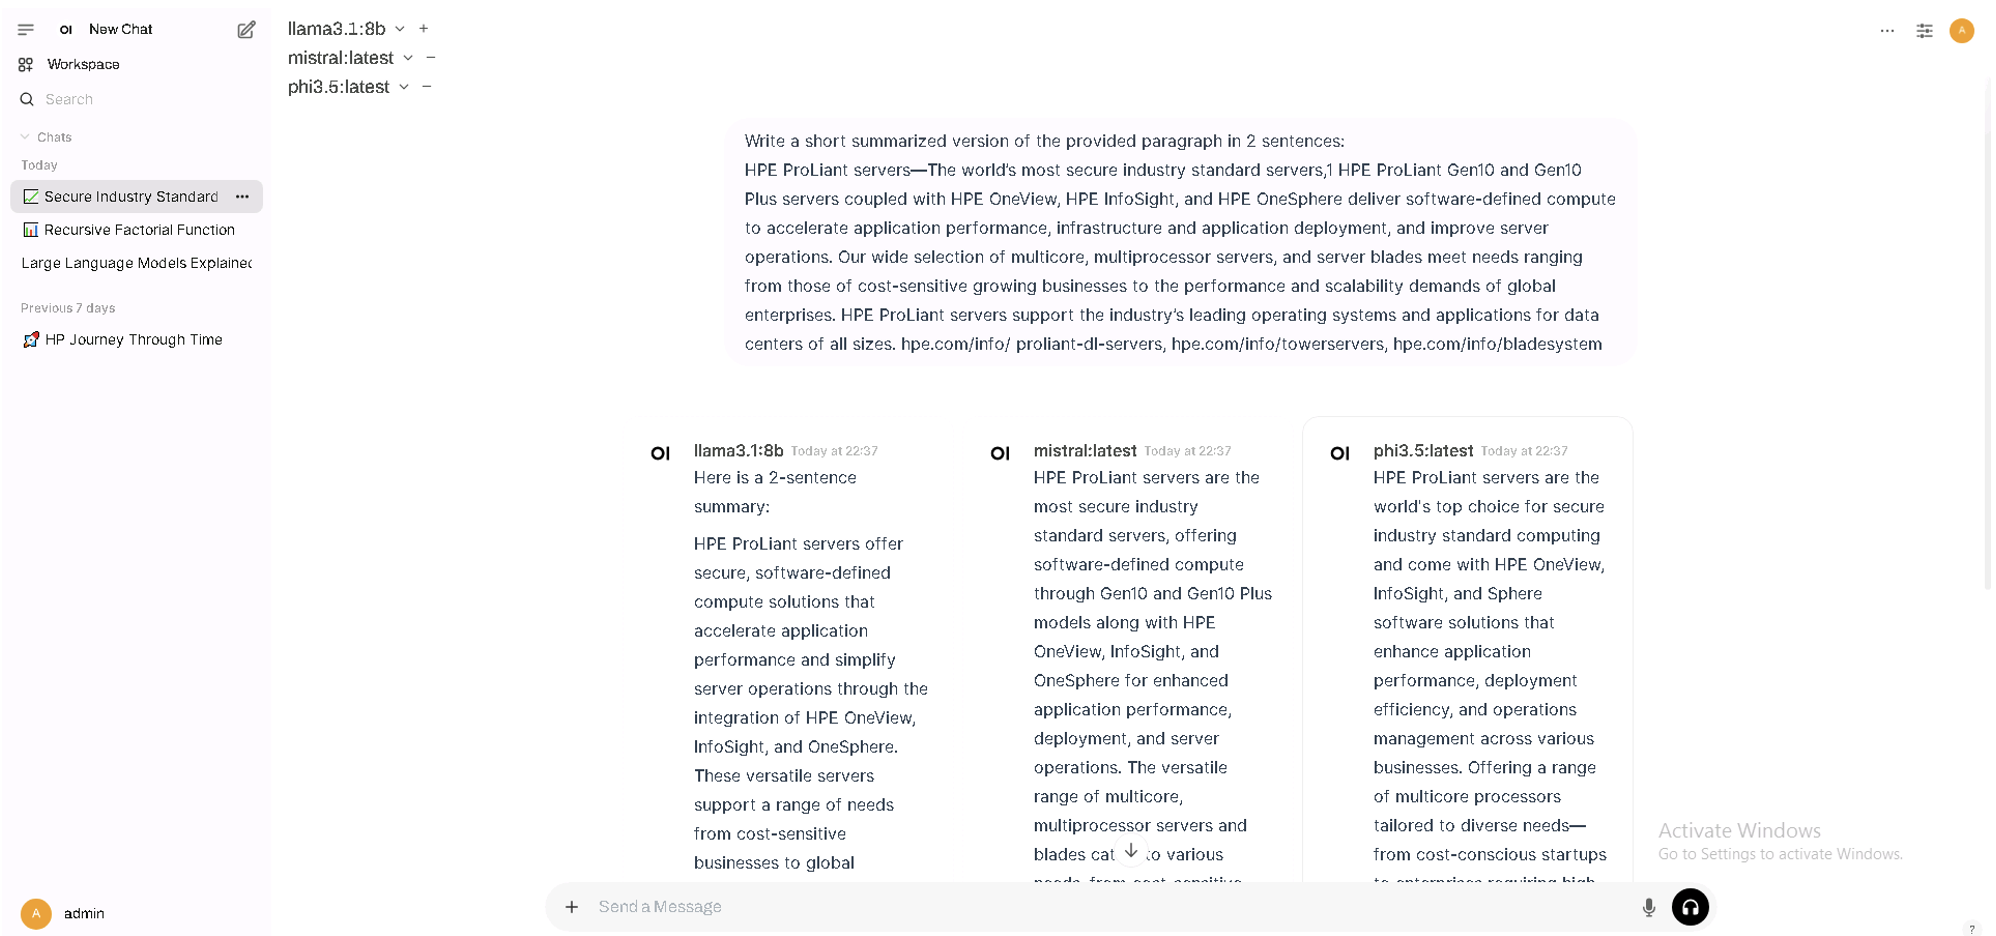 OI New Chat
Workspace
Search
Chats
Today
Secure Industry Standard
Recursive Factorial Function
Large Language Models Explained
Previous 7 days
HP Journey Through Time
A admin
llama3.1:8b
mistral:latest
phi3.5:latest
A
Write a short summarized version of the provided paragraph in 2 sentences:
HPE ProLiant servers—The world's most secure industry standard servers,1 HPE ProLiant Gen10 and Gen10
Plus servers coupled with HPE OneView, HPE InfoSight, and HPE OneSphere deliver software-defined compute
to accelerate application performance, infrastructure and application deployment, and improve server
operations. Our wide selection of multicore, multiprocessor servers, and server blades meet needs ranging
from those of cost-sensitive growing businesses to the performance and scalability demands of global
enterprises. HPE ProLiant servers support the industry's leading operating systems and applications for data
centers of all sizes. hpe.com/info/ proliant-dl-servers, hpe.com/info/towerservers, hpe.com/info/bladesystem
OI llama3.1:8b Today at 22:37
Here is a 2-sentence
summary:
HPE ProLiant servers offer
secure, software-defined
compute solutions that
accelerate application
performance and simplify
server operations through the
integration of HPE OneView,
InfoSight, and OneSphere.
These versatile servers
support a range of needs
from cost-sensitive
businesses to global
OI mistral:latest Today at 22:37
HPE ProLiant servers are the
most secure industry
standard servers, offering
software-defined compute
through Gen10 and Gen10 Plus
models along with HPE
OneView, InfoSight, and
OneSphere for enhanced
application performance,
deployment, and server
operations. The versatile
range of multicore,
multiprocessor servers and
blades cat to various
needs, from cost-sensitive
OI phi3.5:latest Today at 22:37
HPE ProLiant servers are the
world's top choice for secure
industry standard computing
and come with HPE OneView,
InfoSight, and Sphere
software solutions that
enhance application
performance, deployment
efficiency, and operations
management across various
businesses. Offering a range
of multicore processors
tailored to diverse needs—
from cost-conscious startups
to enterprises requiring high
Activate Windows
Go to Settings to activate Windows.
Send a Message
?